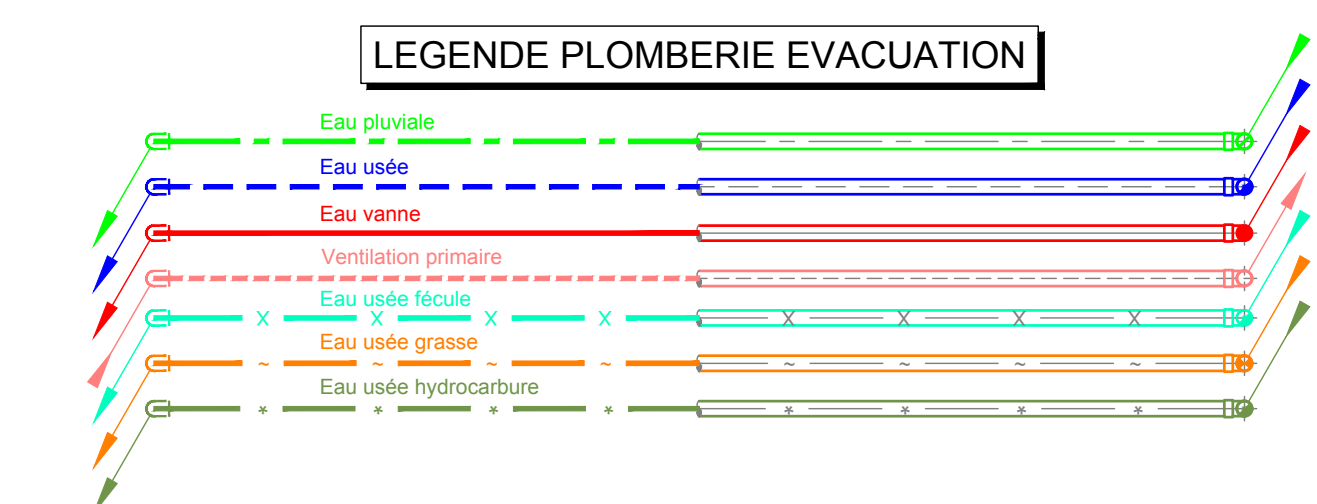 LEGENDE PLOMBERIE EVACUATION
Eau pluviale
Eau usée
Eau vanne
Ventilation primaire
Eau usée fécule
X X X X X X X X
Eau usée grasse
~ ~ ~ ~ ~ ~ ~ ~
Eau usée hydrocarbure
* * * * * * * *